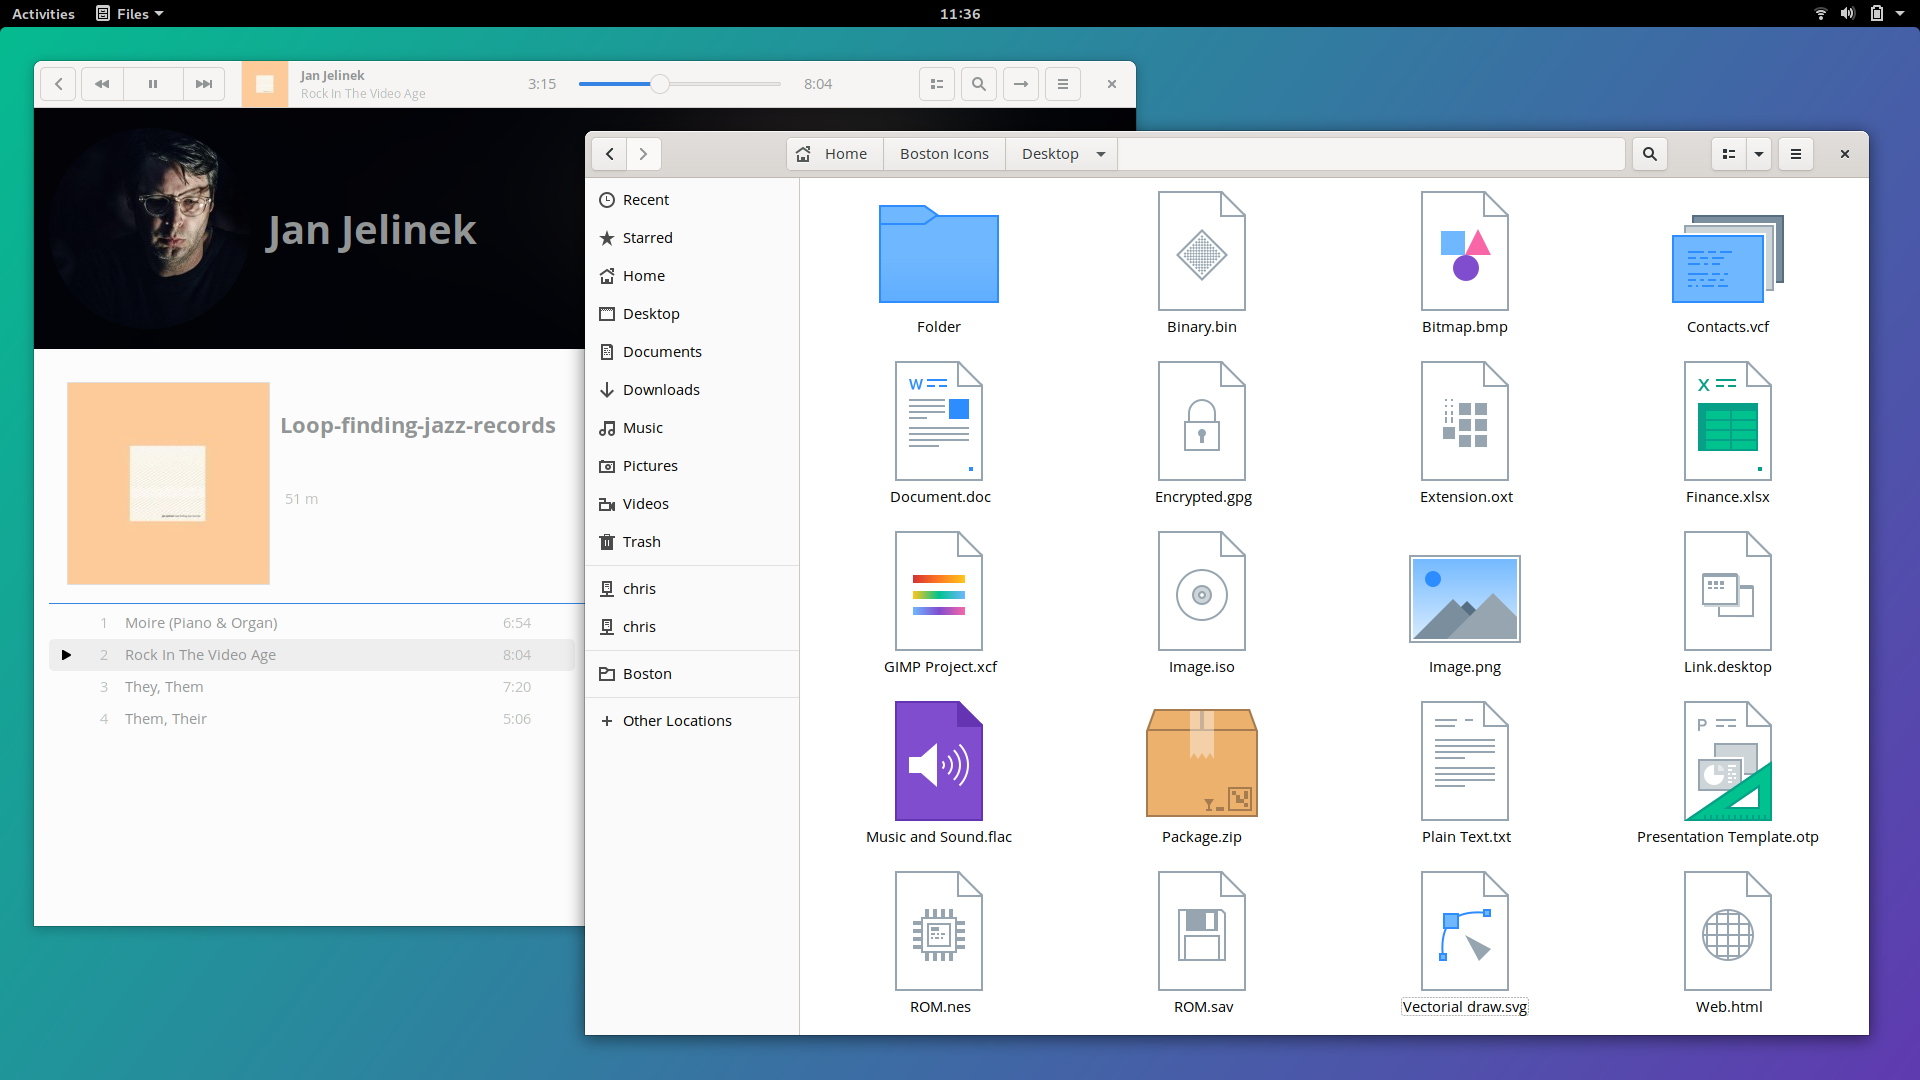 Activities
Files
11:36
Jan Jelinek
Rock In The Video Age
3:15
8:04
Jan Jelinek
Loop-finding-jazz-records
51 m
1 Moire (Piano & Organ) 6:54
2 Rock In The Video Age 8:04
3 They, Them 7:20
4 Them, Their 5:06
Home
Boston Icons
Desktop
Recent
Starred
Home
Desktop
Documents
Downloads
Music
Pictures
Videos
Trash
chris
chris
Boston
Other Locations
Folder
Binary.bin
Bitmap.bmp
Contacts.vcf
W
X
Document.doc
Encrypted.gpg
Extension.oxt
Finance.xlsx
GIMP Project.xcf
Image.iso
Image.png
Link.desktop
P
Music and Sound.flac
Package.zip
Plain Text.txt
Presentation Template.otp
ROM.nes
ROM.sav
Vectorial draw.svg
Web.html